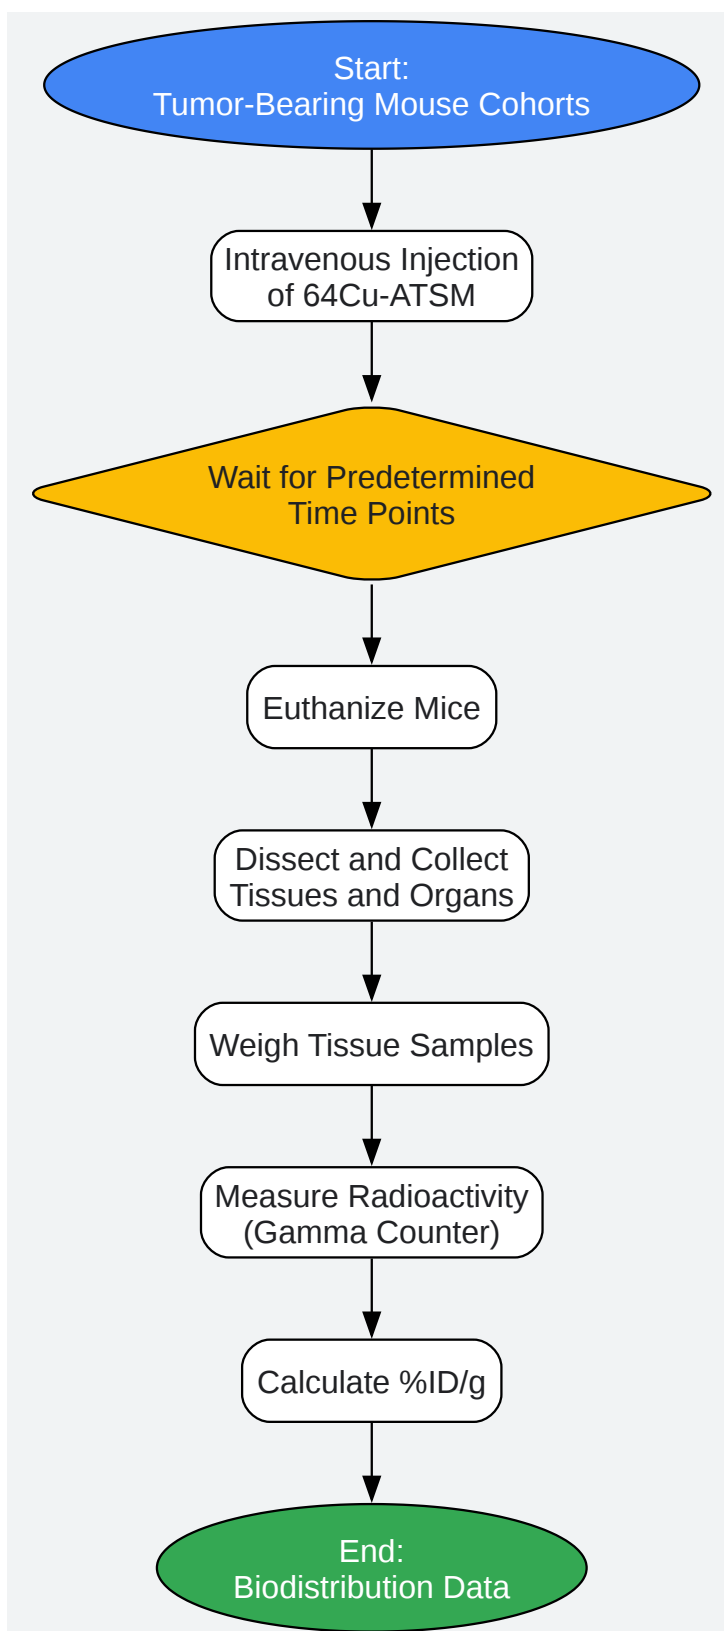 Start:
Tumor-Bearing Mouse Cohorts
Intravenous Injection
of 64Cu-ATSM
Wait for Predetermined
Time Points
Euthanize Mice
Dissect and Collect
Tissues and Organs
Weigh Tissue Samples
Measure Radioactivity
(Gamma Counter)
Calculate %ID/g
End:
Biodistribution Data